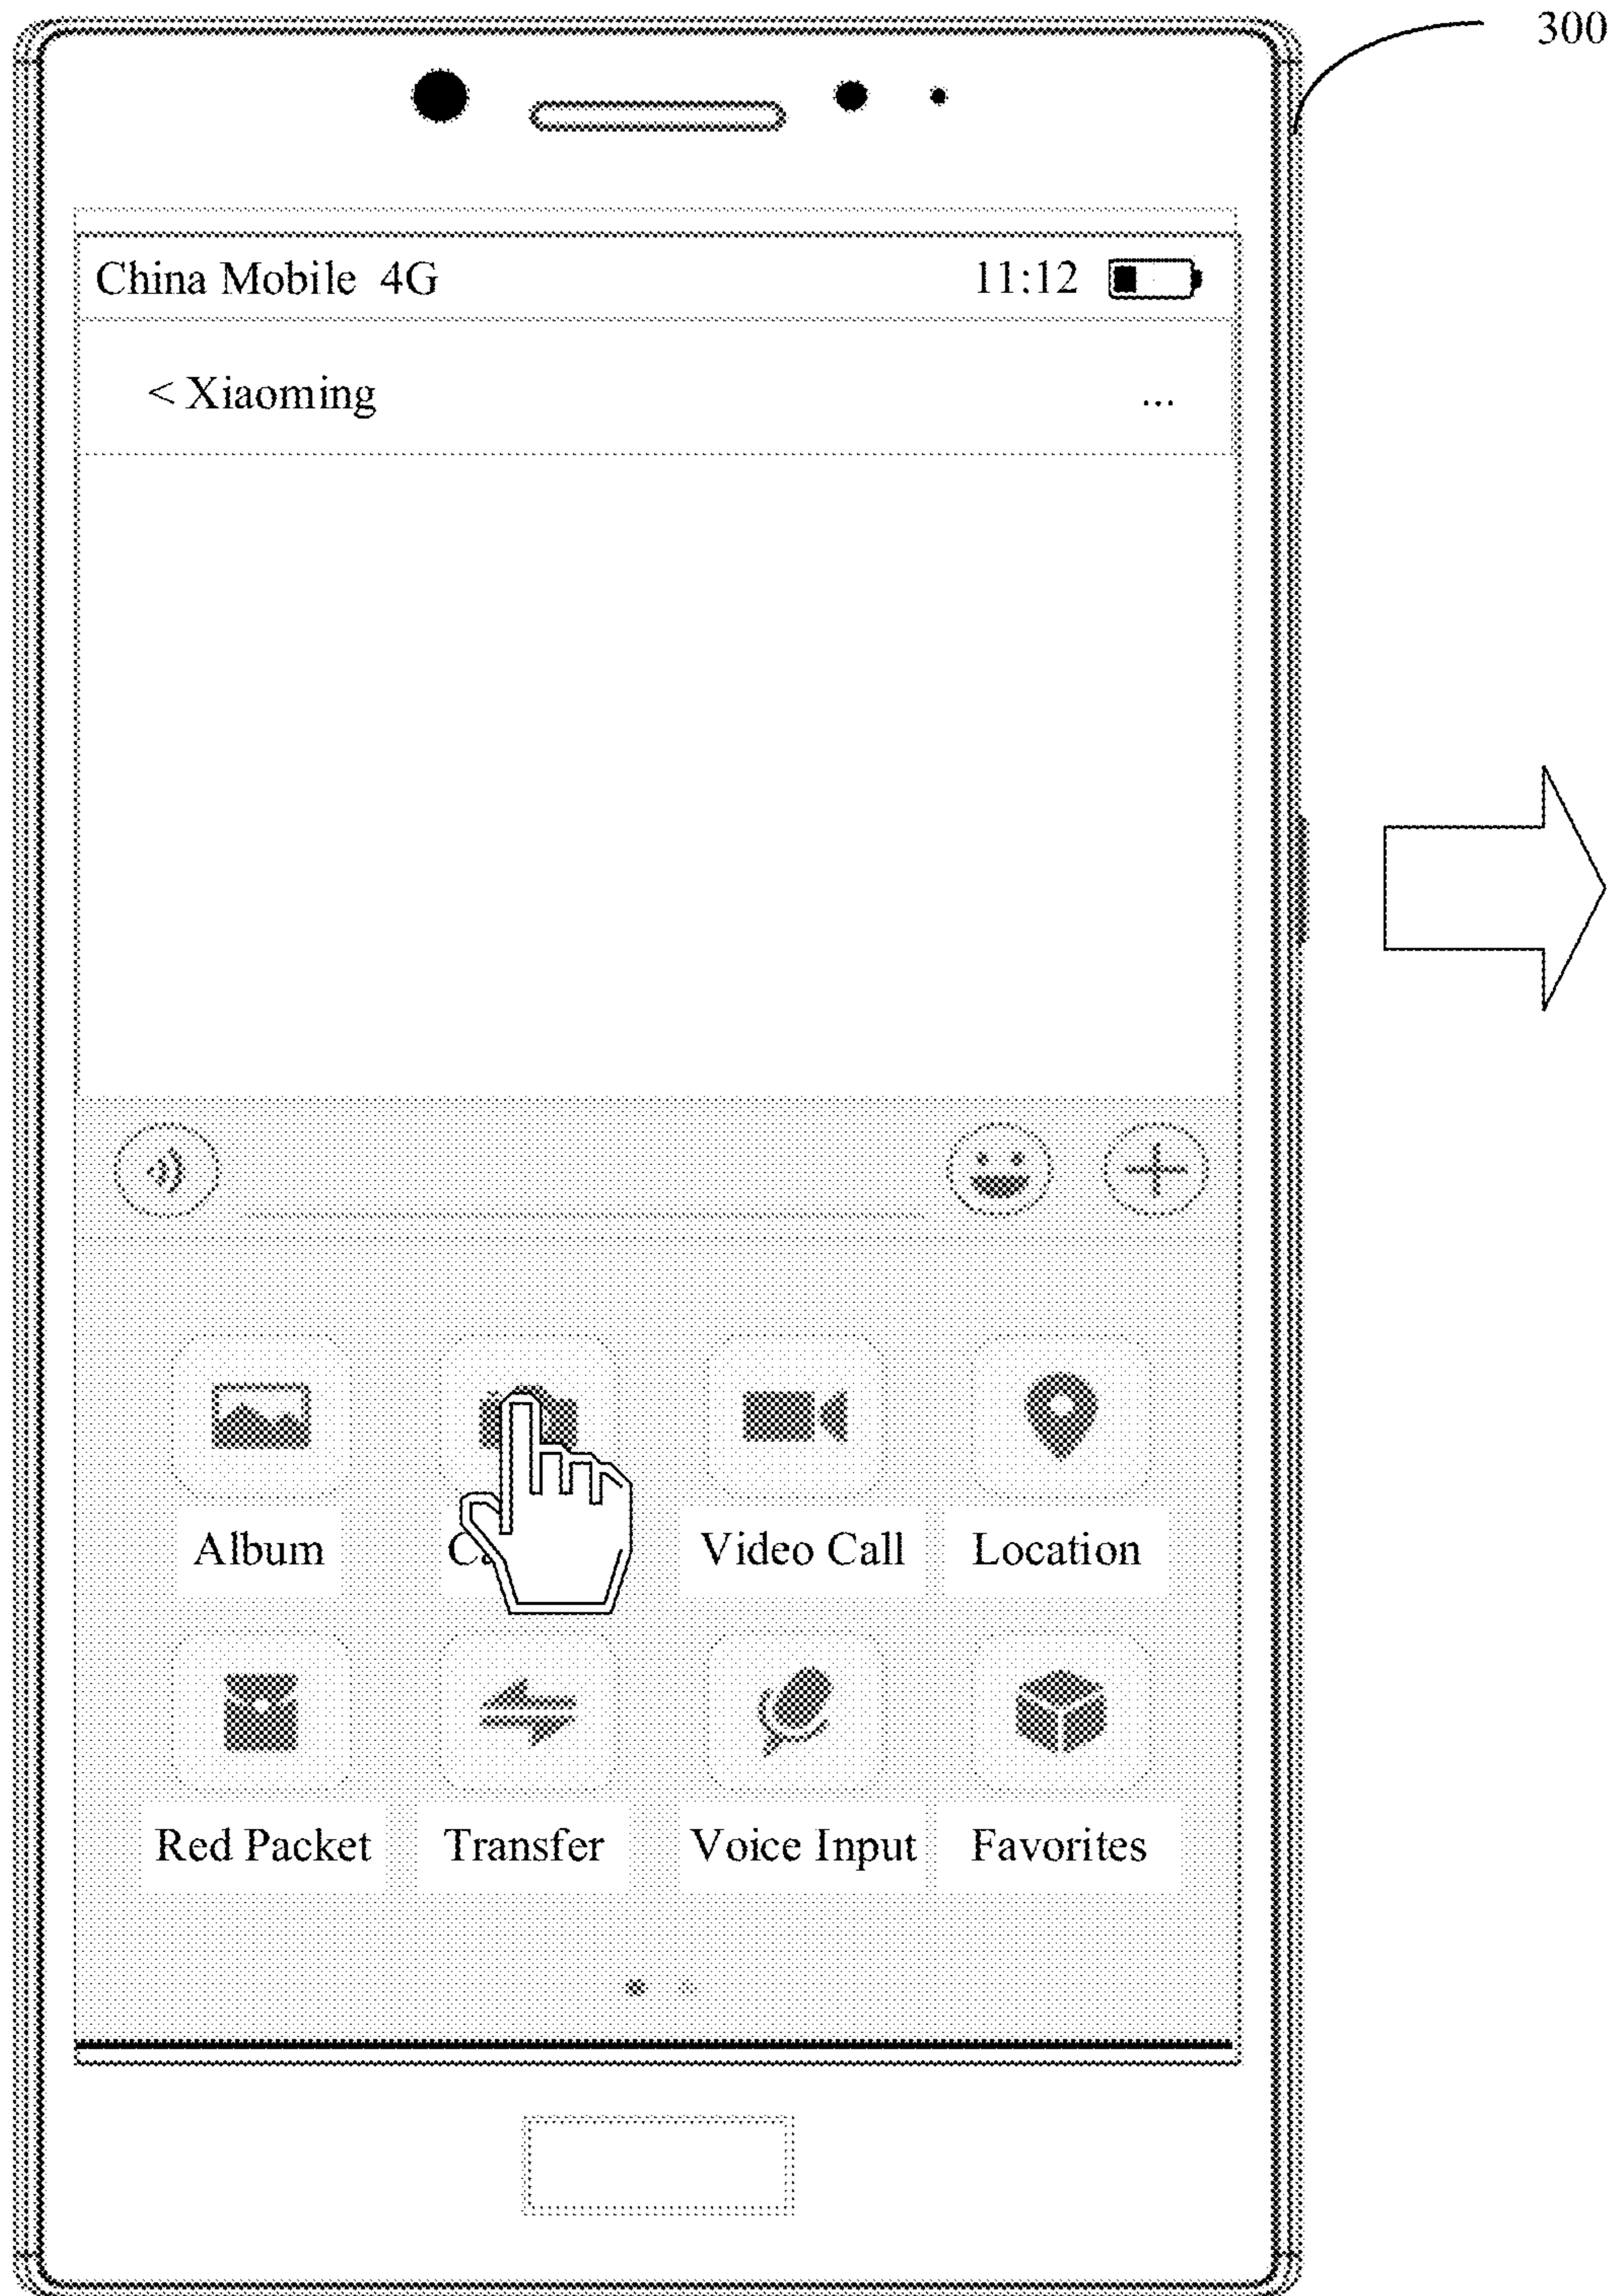 300
China Mobile 4G 11:12
< Xiaoming ...
Album Video Call Location
Red Packet Transfer Voice Input Favorites